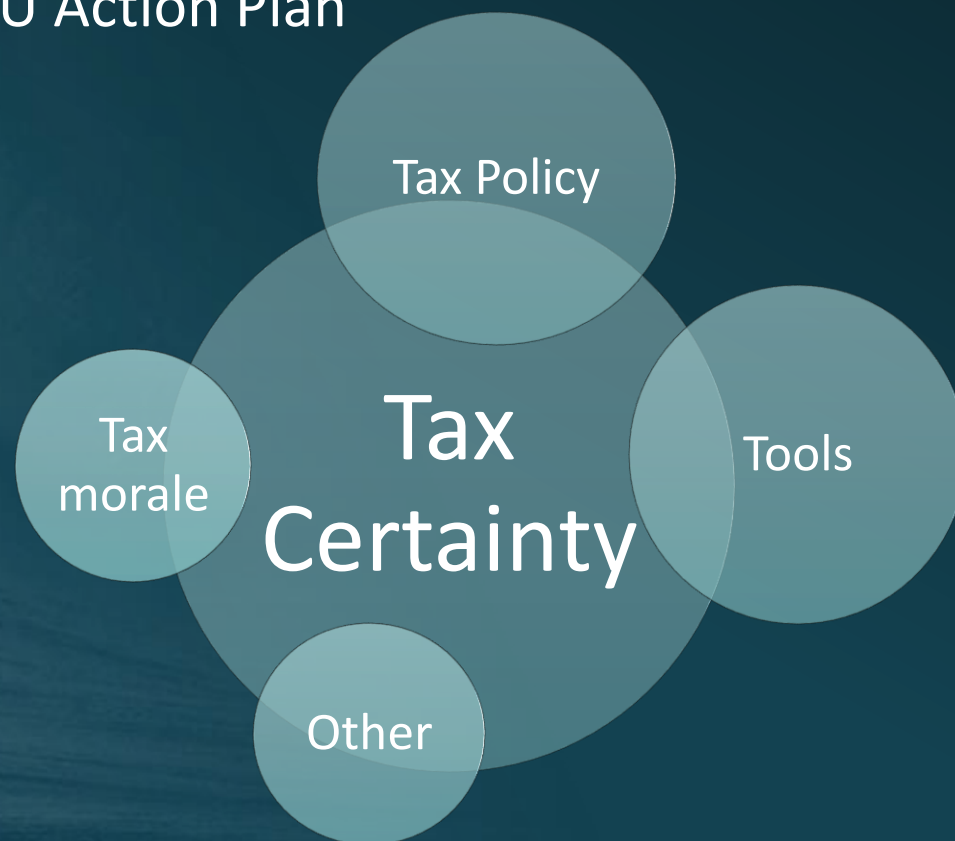 U Action Plan
Tax Policy
Tax
morale
Tax
Certainty
Tools
Other